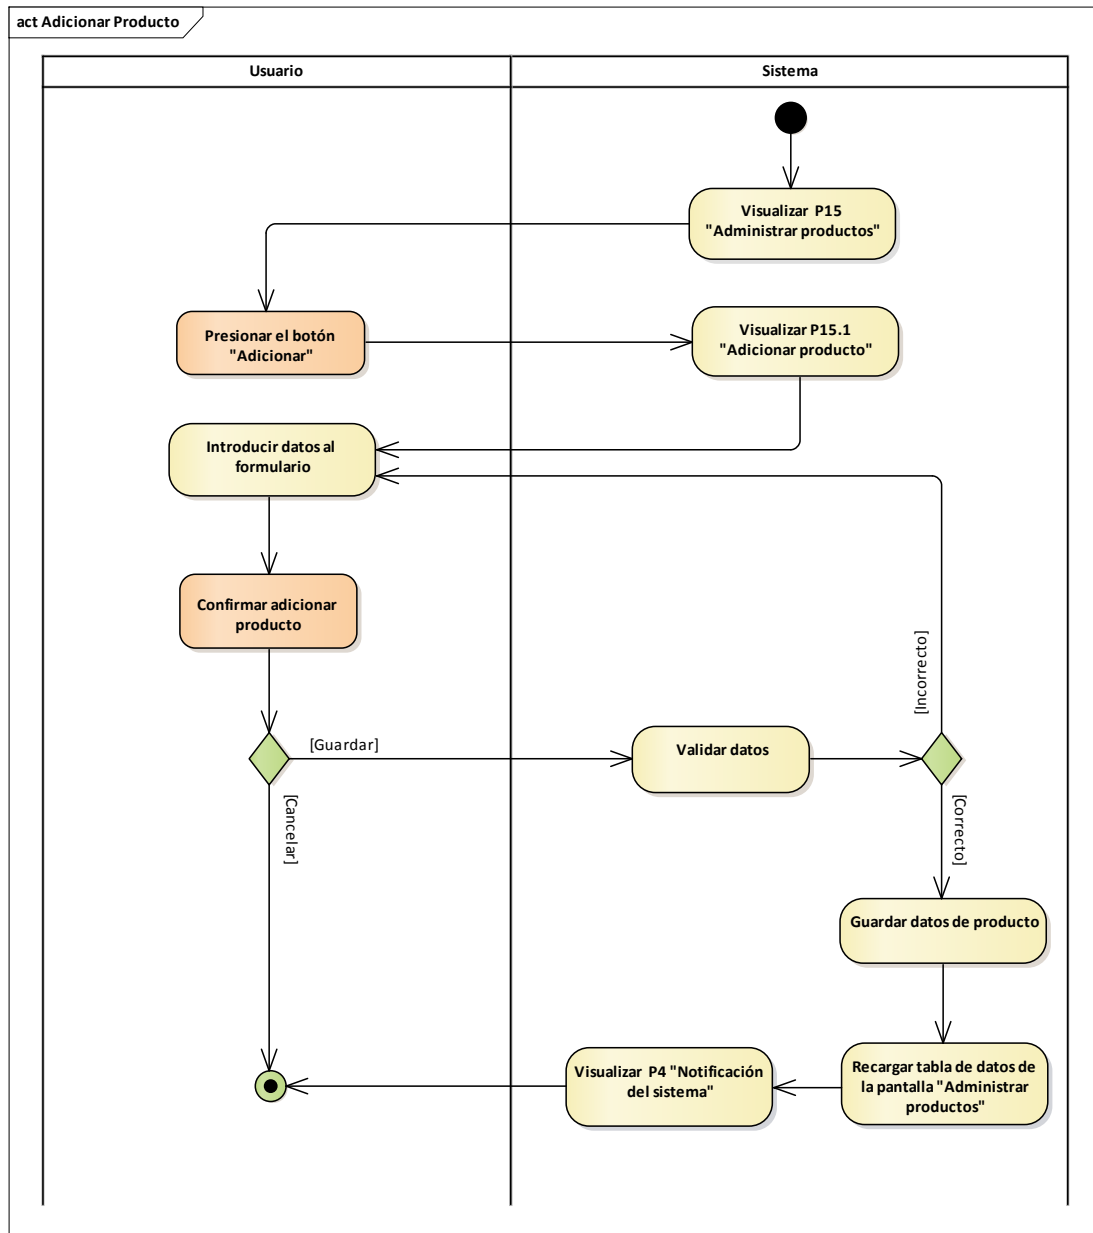 act Adicionar Producto
Usuario
Sistema
Visualizar P15
"Administrar productos"
Presionar el botón
"Adicionar"
Visualizar P15.1
"Adicionar producto"
Introducir datos al
formulario
Confirmar adicionar
producto
[Incorrecto]
[Guardar]
Validar datos
[Cancelar]
[Correcto]
Guardar datos de producto
Visualizar P4 "Notificación
del sistema"
Recargar tabla de datos de
la pantalla "Administrar
productos"